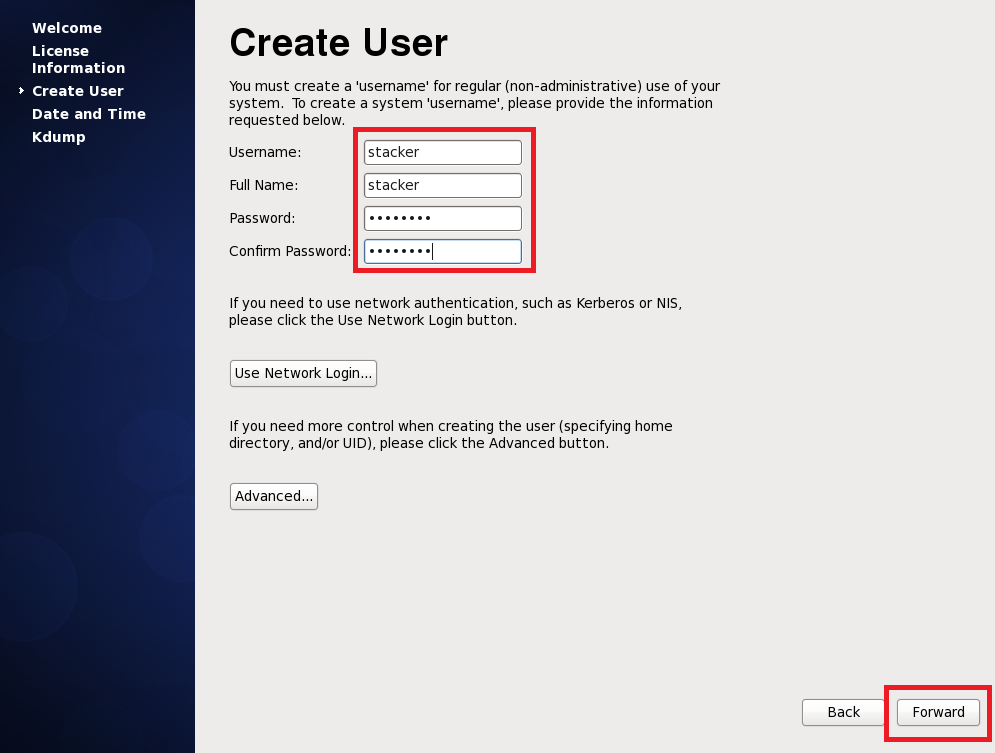 Welcome
License
Information
Create User
Date and Time
Kdump
Create User
You must create a 'username' for regular (non-administrative) use of your
system.  To create a system 'username', please provide the information
requested below.
Username: stacker
Full Name: stacker
Password: ••••••••
Confirm Password: ••••••••
If you need to use network authentication, such as Kerberos or NIS,
please click the Use Network Login button.
Use Network Login...
If you need more control when creating the user (specifying home
directory, and/or UID), please click the Advanced button.
Advanced...
Back Forward